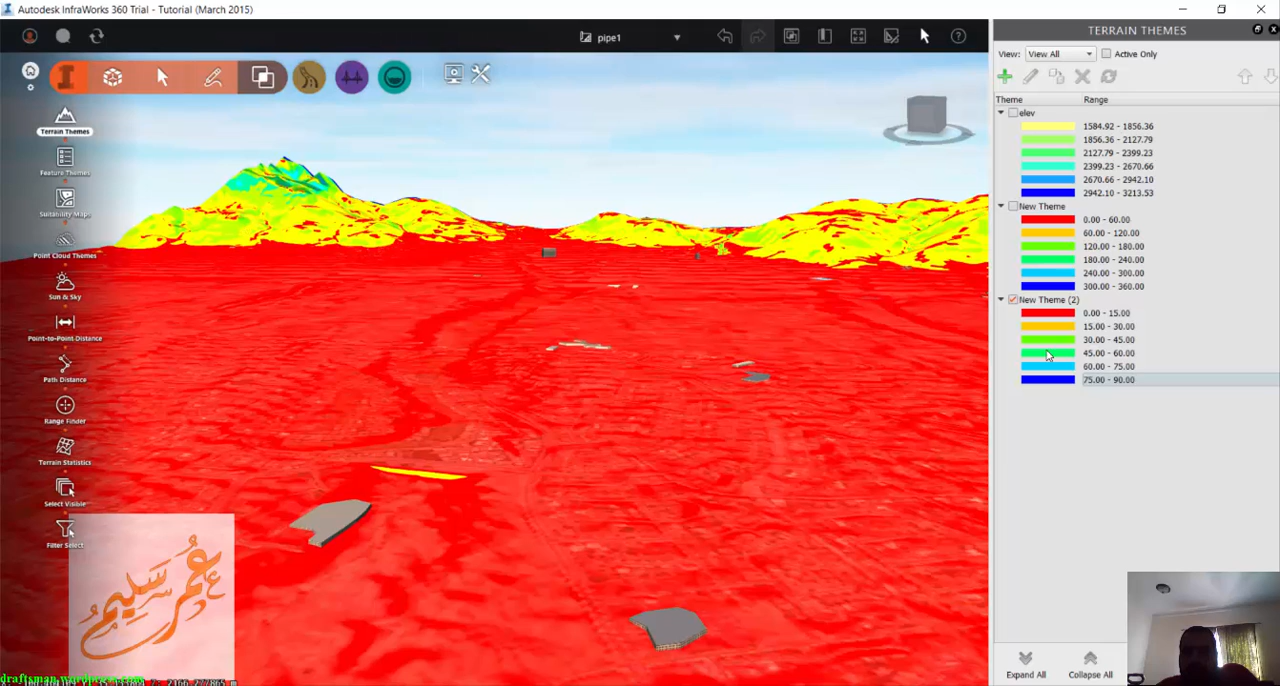 Autodesk InfraWorks 360 Trial - Tutorial (March 2015)
pipe1
TERRAIN THEMES
View: View All Active Only
Theme Range
elev
1584.92 - 1856.36
1856.36 - 2127.79
2127.79 - 2399.23
2399.23 - 2670.66
2670.66 - 2942.10
2942.10 - 3213.53
New Theme
0.00 - 60.00
60.00 - 120.00
120.00 - 180.00
180.00 - 240.00
240.00 - 300.00
300.00 - 360.00
New Theme (2)
0.00 - 15.00
15.00 - 30.00
30.00 - 45.00
45.00 - 60.00
60.00 - 75.00
75.00 - 90.00
Expand All Collapse All
Terrain Themes
Feature Themes
Suitability Maps
Point Cloud Themes
Sun & Sky
Point-to-Point-Distance
Path Distance
Range Finder
Terrain Statistics
Select Visible
Filter Select
عمر سليم
draftsman.wordpress.com